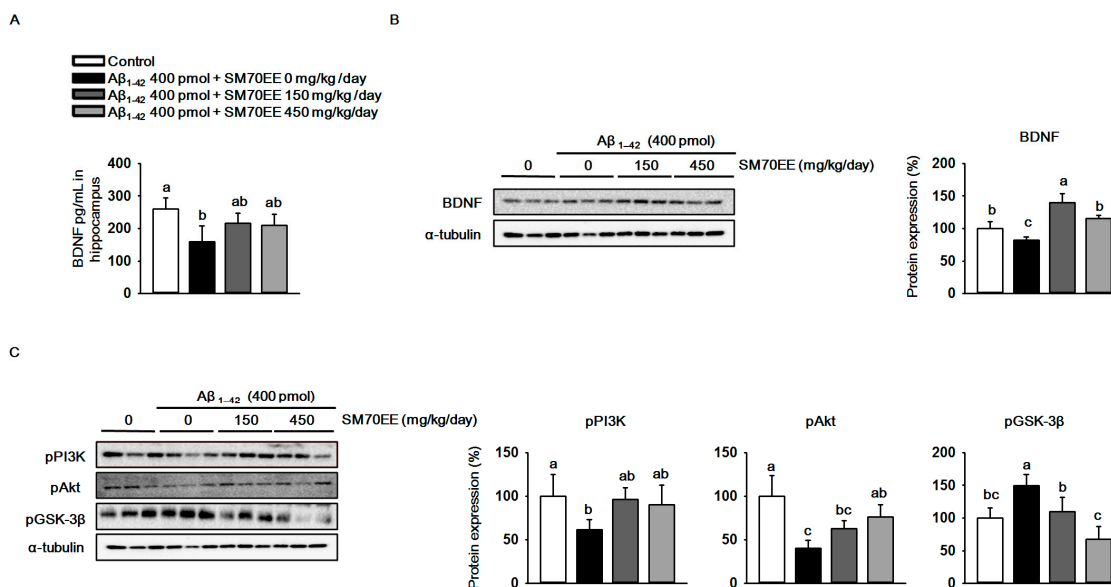 A
Control
Aβ1–42 400 pmol + SM70EE 0 mg/kg/day
Aβ1–42 400 pmol + SM70EE 150 mg/kg/day
Aβ1–42 400 pmol + SM70EE 450 mg/kg/day
BDNF pg/mL in
hippocampus
400
300
200
100
0
a
b
ab
ab
B
Aβ 1–42 (400 pmol)
0
0
150
450
SM70EE (mg/kg/day)
BDNF
α-tubulin
BDNF
Protein expression (%)
200
150
100
50
0
b
c
a
b
C
Aβ 1–42 (400 pmol)
0
0
150
450
SM70EE (mg/kg/day)
pPI3K
pAkt
pGSK-3β
α-tubulin
pPI3K
Protein expression (%)
150
100
50
0
a
b
ab
ab
pAkt
150
100
50
0
a
c
bc
ab
pGSK-3β
200
150
100
50
0
bc
a
b
c